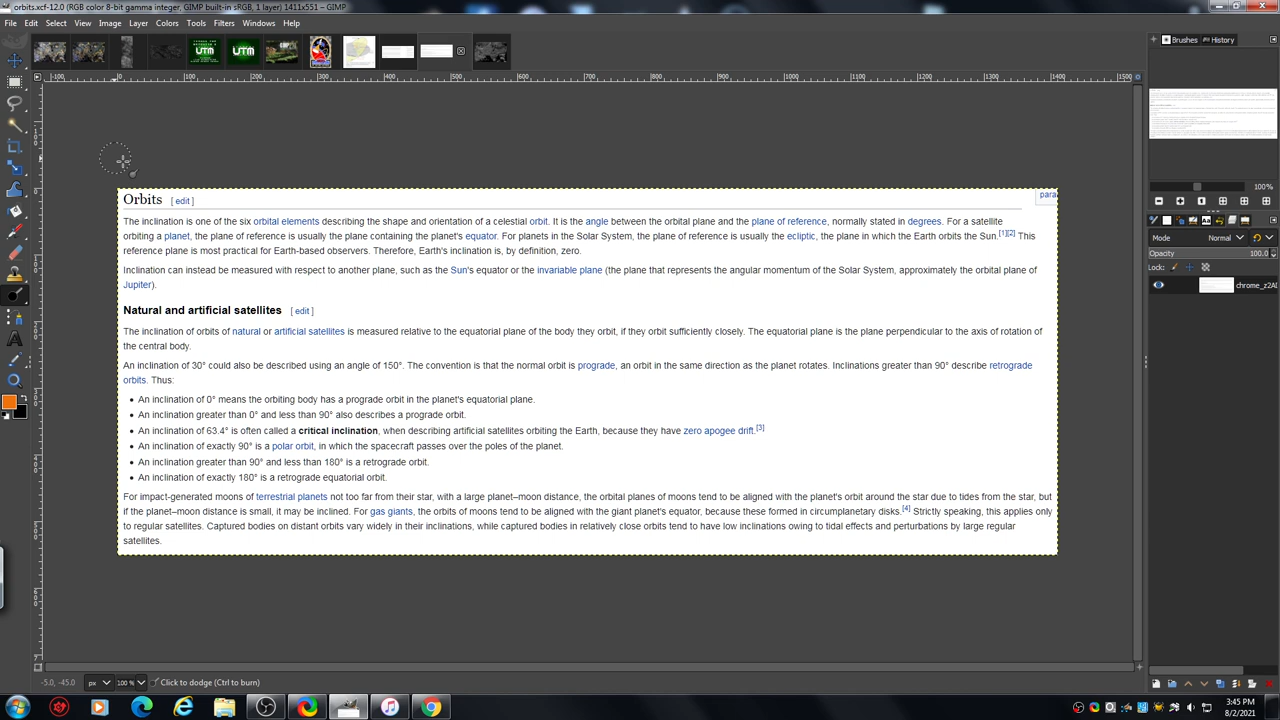 orbits.xcf-12.0 (RGB color 8-bit gamma integer, GIMP built-in sRGB, 1 layer) 1411x551 – GIMP
File Edit Select View Image Layer Colors Tools Filters Windows Help
UTM UTM
Brushes History
-100 0 100 200 300 400 500 600 700 800 900 1000 1100 1200 1300 1400 1500
100%
Mode Normal
Opacity 100.0
Lock:
Orbits [ edit ] para
The inclination is one of the six orbital elements describing the shape and orientation of a celestial orbit. It is the angle between the orbital plane and the plane of reference, normally stated in degrees. For a satellite
orbiting a planet, the plane of reference is usually the plane containing the planet's equator. For planets in the Solar System, the plane of reference is usually the ecliptic, the plane in which the Earth orbits the Sun.[1][2] This
reference plane is most practical for Earth-based observers. Therefore, Earth's inclination is, by definition, zero.
Inclination can instead be measured with respect to another plane, such as the Sun's equator or the invariable plane (the plane that represents the angular momentum of the Solar System, approximately the orbital plane of
Jupiter).
Natural and artificial satellites [ edit ]
The inclination of orbits of natural or artificial satellites is measured relative to the equatorial plane of the body they orbit, if they orbit sufficiently closely. The equatorial plane is the plane perpendicular to the axis of rotation of
the central body.
An inclination of 30° could also be described using an angle of 150°. The convention is that the normal orbit is prograde, an orbit in the same direction as the planet rotates. Inclinations greater than 90° describe retrograde
orbits. Thus:
• An inclination of 0° means the orbiting body has a prograde orbit in the planet's equatorial plane.
• An inclination greater than 0° and less than 90° also describes a prograde orbit.
• An inclination of 63.4° is often called a critical inclination, when describing artificial satellites orbiting the Earth, because they have zero apogee drift.[3]
• An inclination of exactly 90° is a polar orbit, in which the spacecraft passes over the poles of the planet.
• An inclination greater than 90° and less than 180° is a retrograde orbit.
• An inclination of exactly 180° is a retrograde equatorial orbit.
For impact-generated moons of terrestrial planets not too far from their star, with a large planet–moon distance, the orbital planes of moons tend to be aligned with the planet's orbit around the star due to tides from the star, but
if the planet–moon distance is small, it may be inclined. For gas giants, the orbits of moons tend to be aligned with the giant planet's equator, because these formed in circumplanetary disks.[4] Strictly speaking, this applies only
to regular satellites. Captured bodies on distant orbits vary widely in their inclinations, while captured bodies in relatively close orbits tend to have low inclinations owing to tidal effects and perturbations by large regular
satellites.
-5.0, -45.0 px 100 % Click to dodge (Ctrl to burn)
3:45 PM
8/2/2021